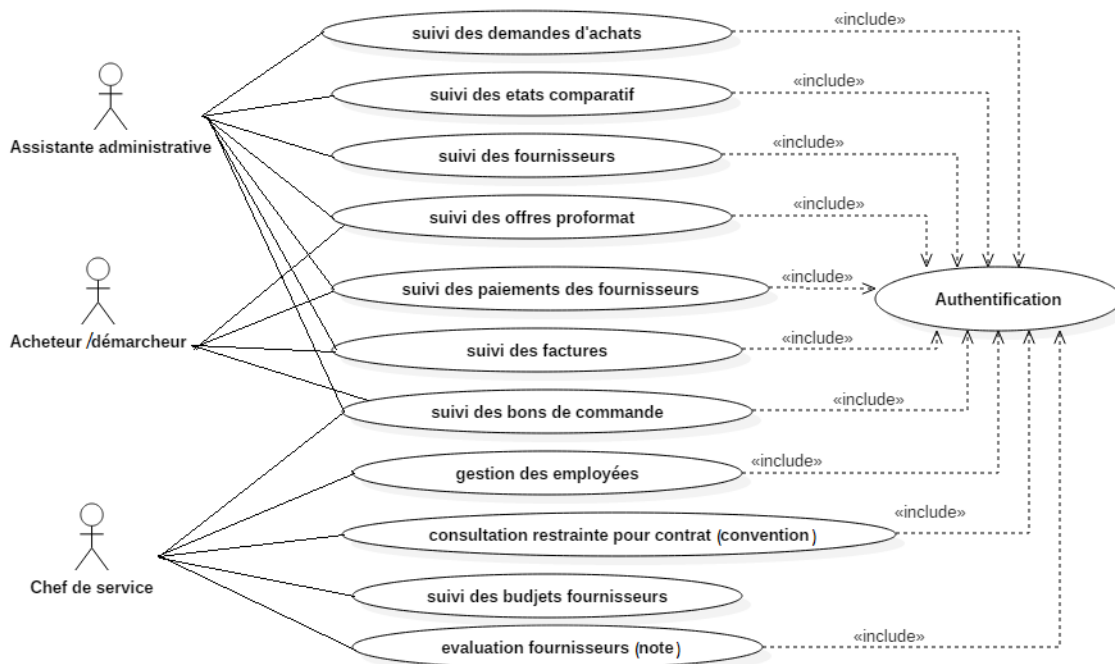 suivi des demandes d'achats
«include»
suivi des etats comparatif
«include»
Assistante administrative
suivi des fournisseurs
«include»
suivi des offres proformat
«include»
suivi des paiements des fournisseurs
«include»
Authentification
Acheteur /démarcheur
suivi des factures
«include»
suivi des bons de commande
«include»
gestion des employées
«include»
consultation restrainte pour contrat (convention)
«include»
Chef de service
suivi des budjets fournisseurs
evaluation fournisseurs (note)
«include»